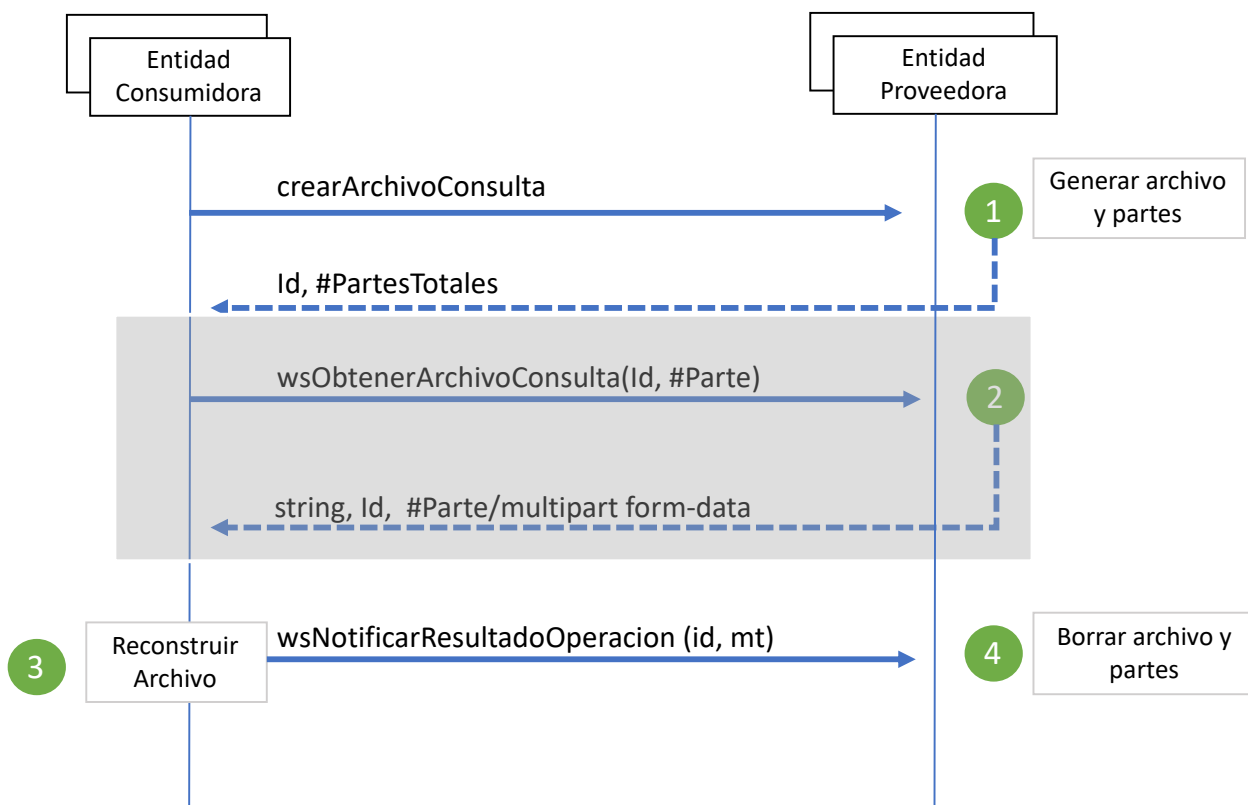 Entidad
Consumidora
Entidad
Proveedora
crearArchivoConsulta
1
Generar archivo
y partes
Id, #PartesTotales
wsObtenerArchivoConsulta(Id, #Parte)
2
string, Id,  #Parte/multipart form-data
3
Reconstruir
Archivo
wsNotificarResultadoOperacion (id, mt)
4
Borrar archivo y
partes